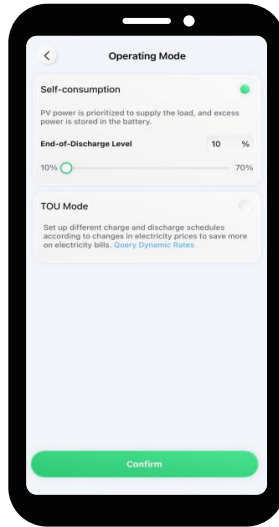 Operating Mode
Self-consumption
PV power is prioritized to supply the load, and excess
power is stored in the battery.
End-of-Discharge Level 10 %
10% 70%
TOU Mode
Set up different charge and discharge schedules
according to changes in electricity prices to save more
on electricity bills. Query Dynamic Rates
Confirm